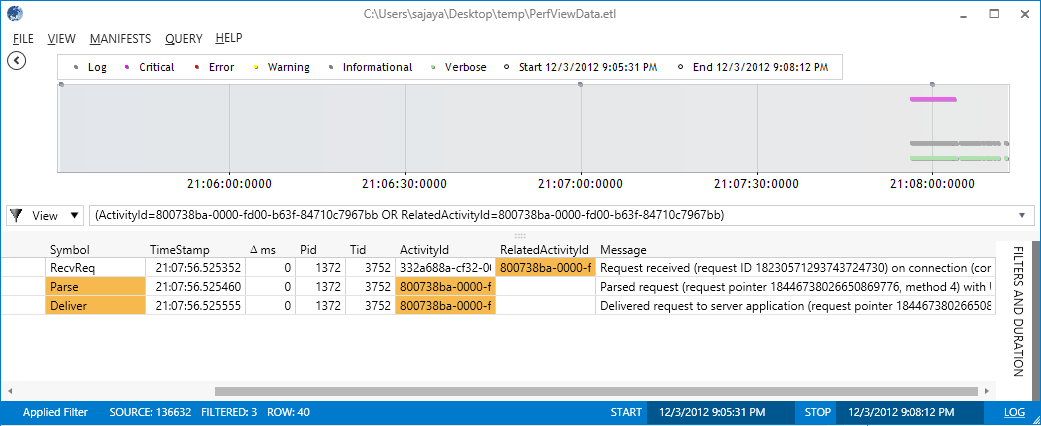 C:\Users\sajaya\Desktop\temp\PerfViewData.etl
FILE VIEW MANIFESTS QUERY HELP
Log Critical Error Warning Informational Verbose Start 12/3/2012 9:05:31 PM End 12/3/2012 9:08:12 PM
21:06:00:0000 21:06:30:0000 21:07:00:0000 21:07:30:0000 21:08:00:0000
View (ActivityId=800738ba-0000-fd00-b63f-84710c7967bb OR RelatedActivityId=800738ba-0000-fd00-b63f-84710c7967bb)
Symbol TimeStamp Δ ms Pid Tid ActivityId RelatedActivityId Message
RecvReq 21:07:56.525352 0 1372 3752 332a688a-cf32-0 800738ba-0000-f Request received (request ID 18230571293743724730) on connection (cor
Parse 21:07:56.525460 0 1372 3752 800738ba-0000-f Parsed request (request pointer 18446738026650869776, method 4) with U
Deliver 21:07:56.525555 0 1372 3752 800738ba-0000-f Delivered request to server application (request pointer 184467380266508
FILTERS AND DURATION
Applied Filter SOURCE: 136632 FILTERED: 3 ROW: 40 START 12/3/2012 9:05:31 PM STOP 12/3/2012 9:08:12 PM LOG